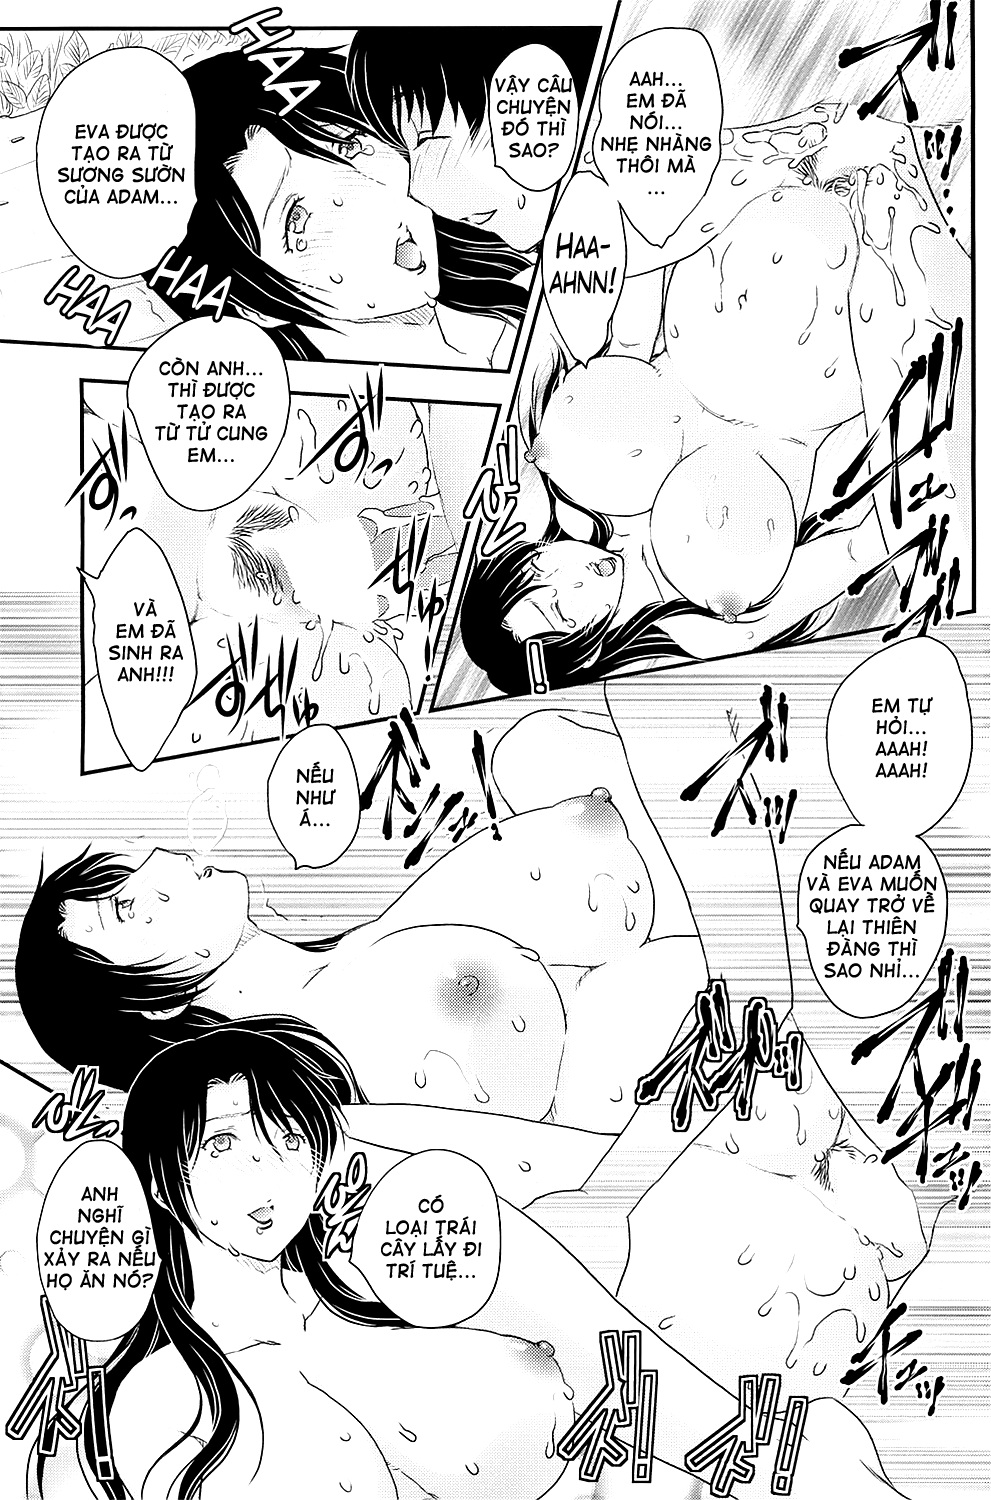 AAH...
EM ĐÃ
NÓI...
NHẸ NHÀNG
THÔI MÀ
...
HAA-
AHNN!
VẬY CÂU
CHUYỆN
ĐÓ THÌ
SAO?
HAA
HAA
EVA ĐƯỢC
TẠO RA TỪ
SƯƠNG SƯỜN
CỦA ADAM...
HAA
HAA
CÒN ANH...
THÌ ĐƯỢC
TẠO RA
TỪ TỬ CUNG
EM...
VÀ
EM ĐÃ
SINH RA
ANH!!!
EM TỰ
HỎI...
AAAH!
AAAH!
NẾU ADAM
VÀ EVA MUỐN
QUAY TRỞ VỀ
LẠI THIÊN
ĐÀNG THÌ
SAO NHỈ...
NẾU
NHƯ
Á...
CÓ
LOẠI TRÁI
CÂY LẤY ĐI
TRÍ TUỆ...
ANH
NGHĨ
CHUYỆN GÌ
XẢY RA NẾU
HỌ ĂN NÓ?